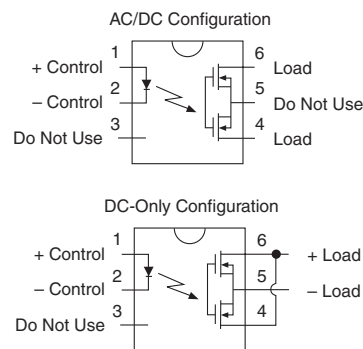 AC/DC Configuration
1 6
+ Control Load
2 5
– Control Do Not Use
3 4
Do Not Use Load
DC-Only Configuration
1 6
+ Control + Load
2 5
– Control – Load
3 4
Do Not Use